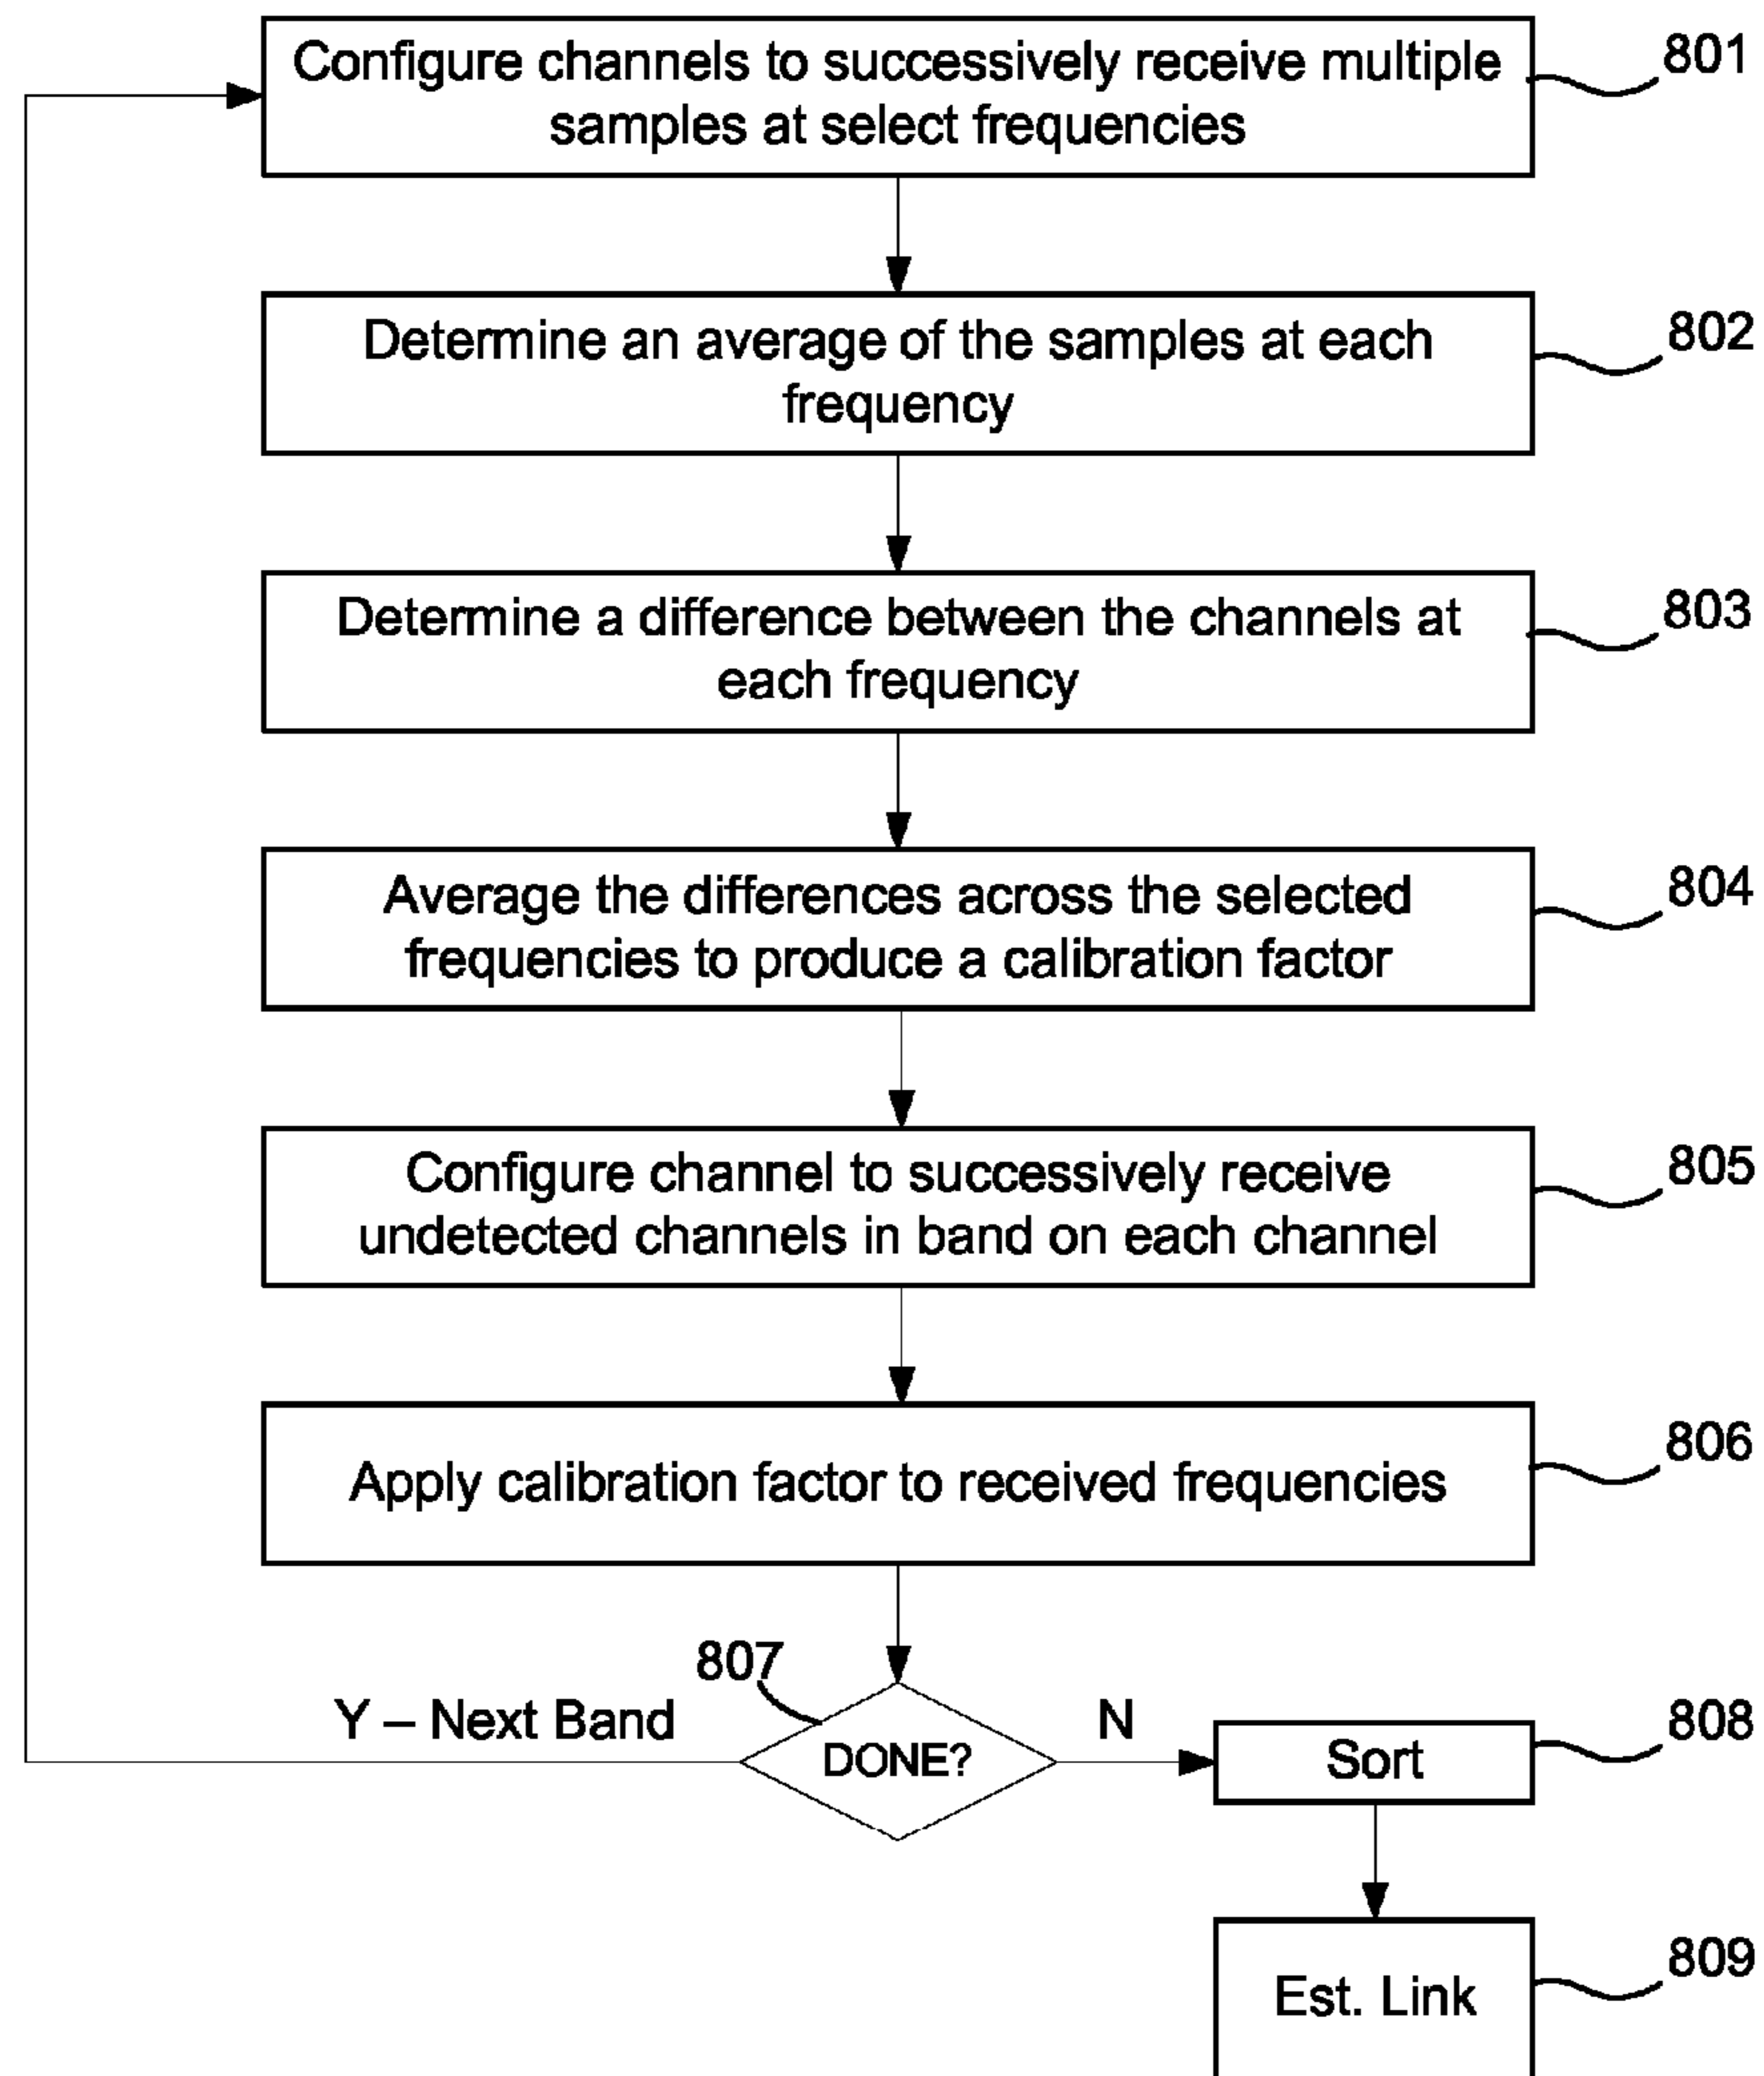 Configure channels to successively receive multiple
samples at select frequencies
801
Determine an average of the samples at each
frequency
802
Determine a difference between the channels at
each frequency
803
Average the differences across the selected
frequencies to produce a calibration factor
804
Configure channel to successively receive
undetected channels in band on each channel
805
Apply calibration factor to received frequencies
806
807
Y – Next Band
DONE?
N
Sort
808
Est. Link
809